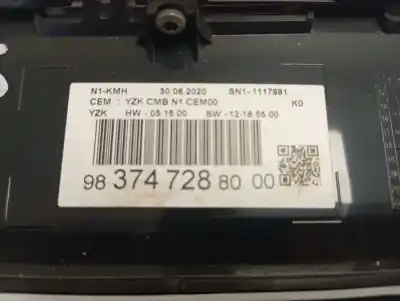 N1-KMH 30.06.2020 SN1-1117881
CEM : YZK CMB N1 CEM00 K0
YZK HW - 05.15.00 SW - 12.16.55.00
98 374 728 80 00